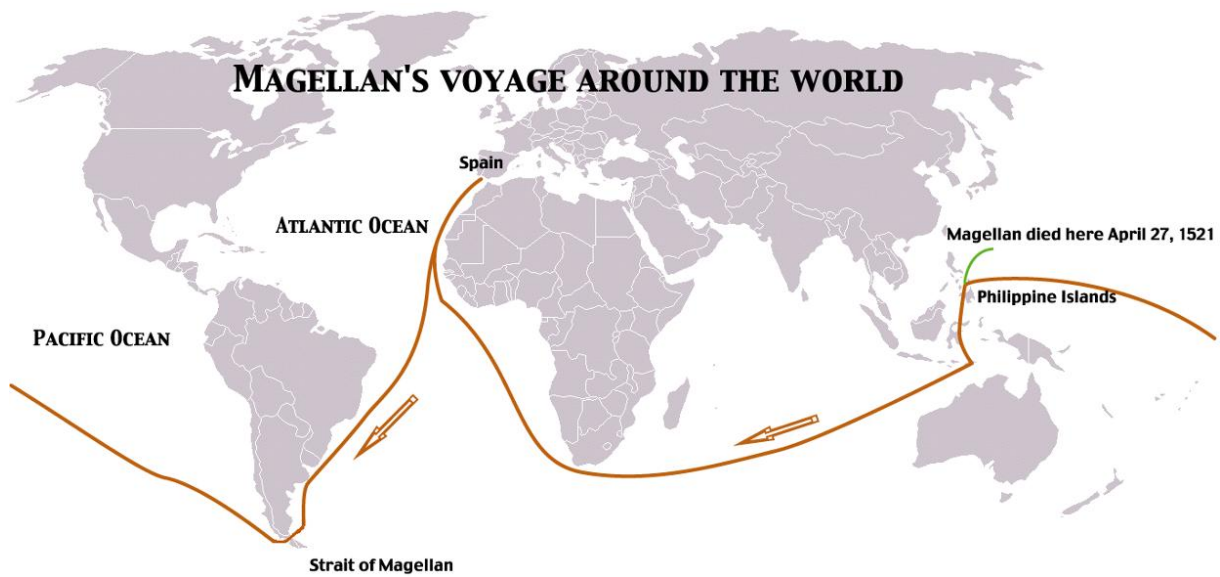 MAGELLAN'S VOYAGE AROUND THE WORLD
Spain
ATLANTIC OCEAN
Magellan died here April 27, 1521
Philippine Islands
PACIFIC OCEAN
Strait of Magellan